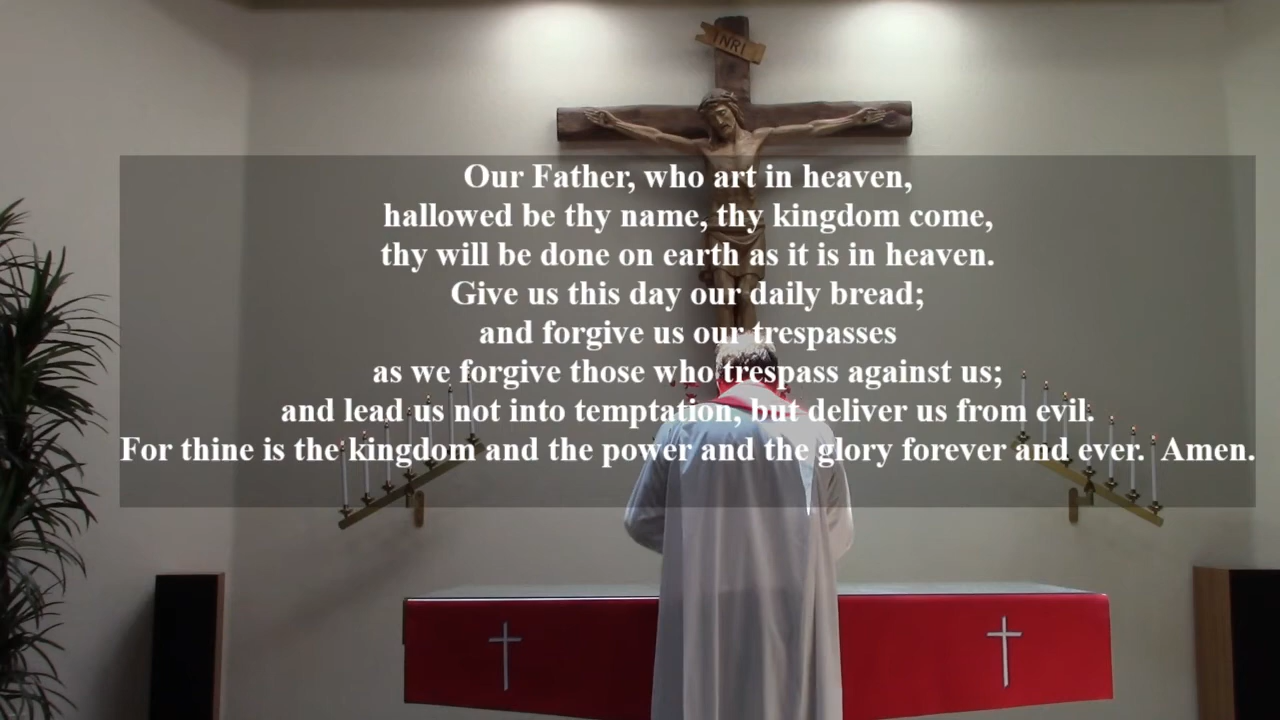 INRI
Our Father, who art in heaven,
hallowed be thy name, thy kingdom come,
thy will be done on earth as it is in heaven.
Give us this day our daily bread;
and forgive us our trespasses
as we forgive those who trespass against us;
and lead us not into temptation, but deliver us from evil.
For thine is the kingdom and the power and the glory forever and ever.  Amen.